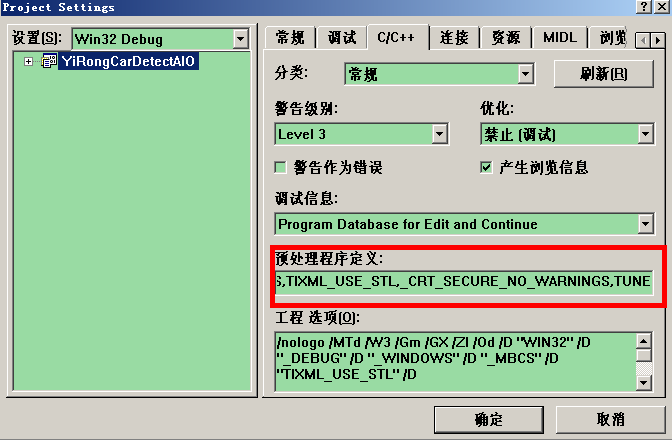 Project Settings
设置(S): Win32 Debug
YiRongCarDetectAIO
常规 调试 C/C++ 连接 资源 MIDL 浏览
分类: 常规 刷新(R)
警告级别: 优化:
Level 3 禁止 (调试)
警告作为错误 产生浏览信息
调试信息:
Program Database for Edit and Continue
预处理程序定义:
S,TIXML_USE_STL,_CRT_SECURE_NO_WARNINGS,TUNE
工程 选项(O):
/nologo /MTd /W3 /Gm /GX /ZI /Od /D "WIN32" /D
"_DEBUG" /D "_WINDOWS" /D "_MBCS" /D
"TIXML_USE_STL" /D
确定 取消